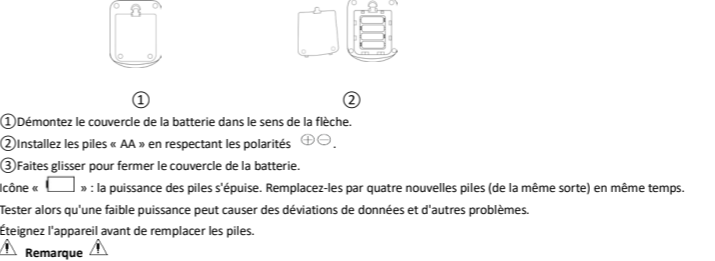 ① ②
①Démontez le couvercle de la batterie dans le sens de la flèche.
②Installez les piles « AA » en respectant les polarités ⊕⊖.
③Faites glisser pour fermer le couvercle de la batterie.
Icône « » : la puissance des piles s'épuise. Remplacez-les par quatre nouvelles piles (de la même sorte) en même temps.
Tester alors qu'une faible puissance peut causer des déviations de données et d'autres problèmes.
Éteignez l'appareil avant de remplacer les piles.
⚠ Remarque ⚠